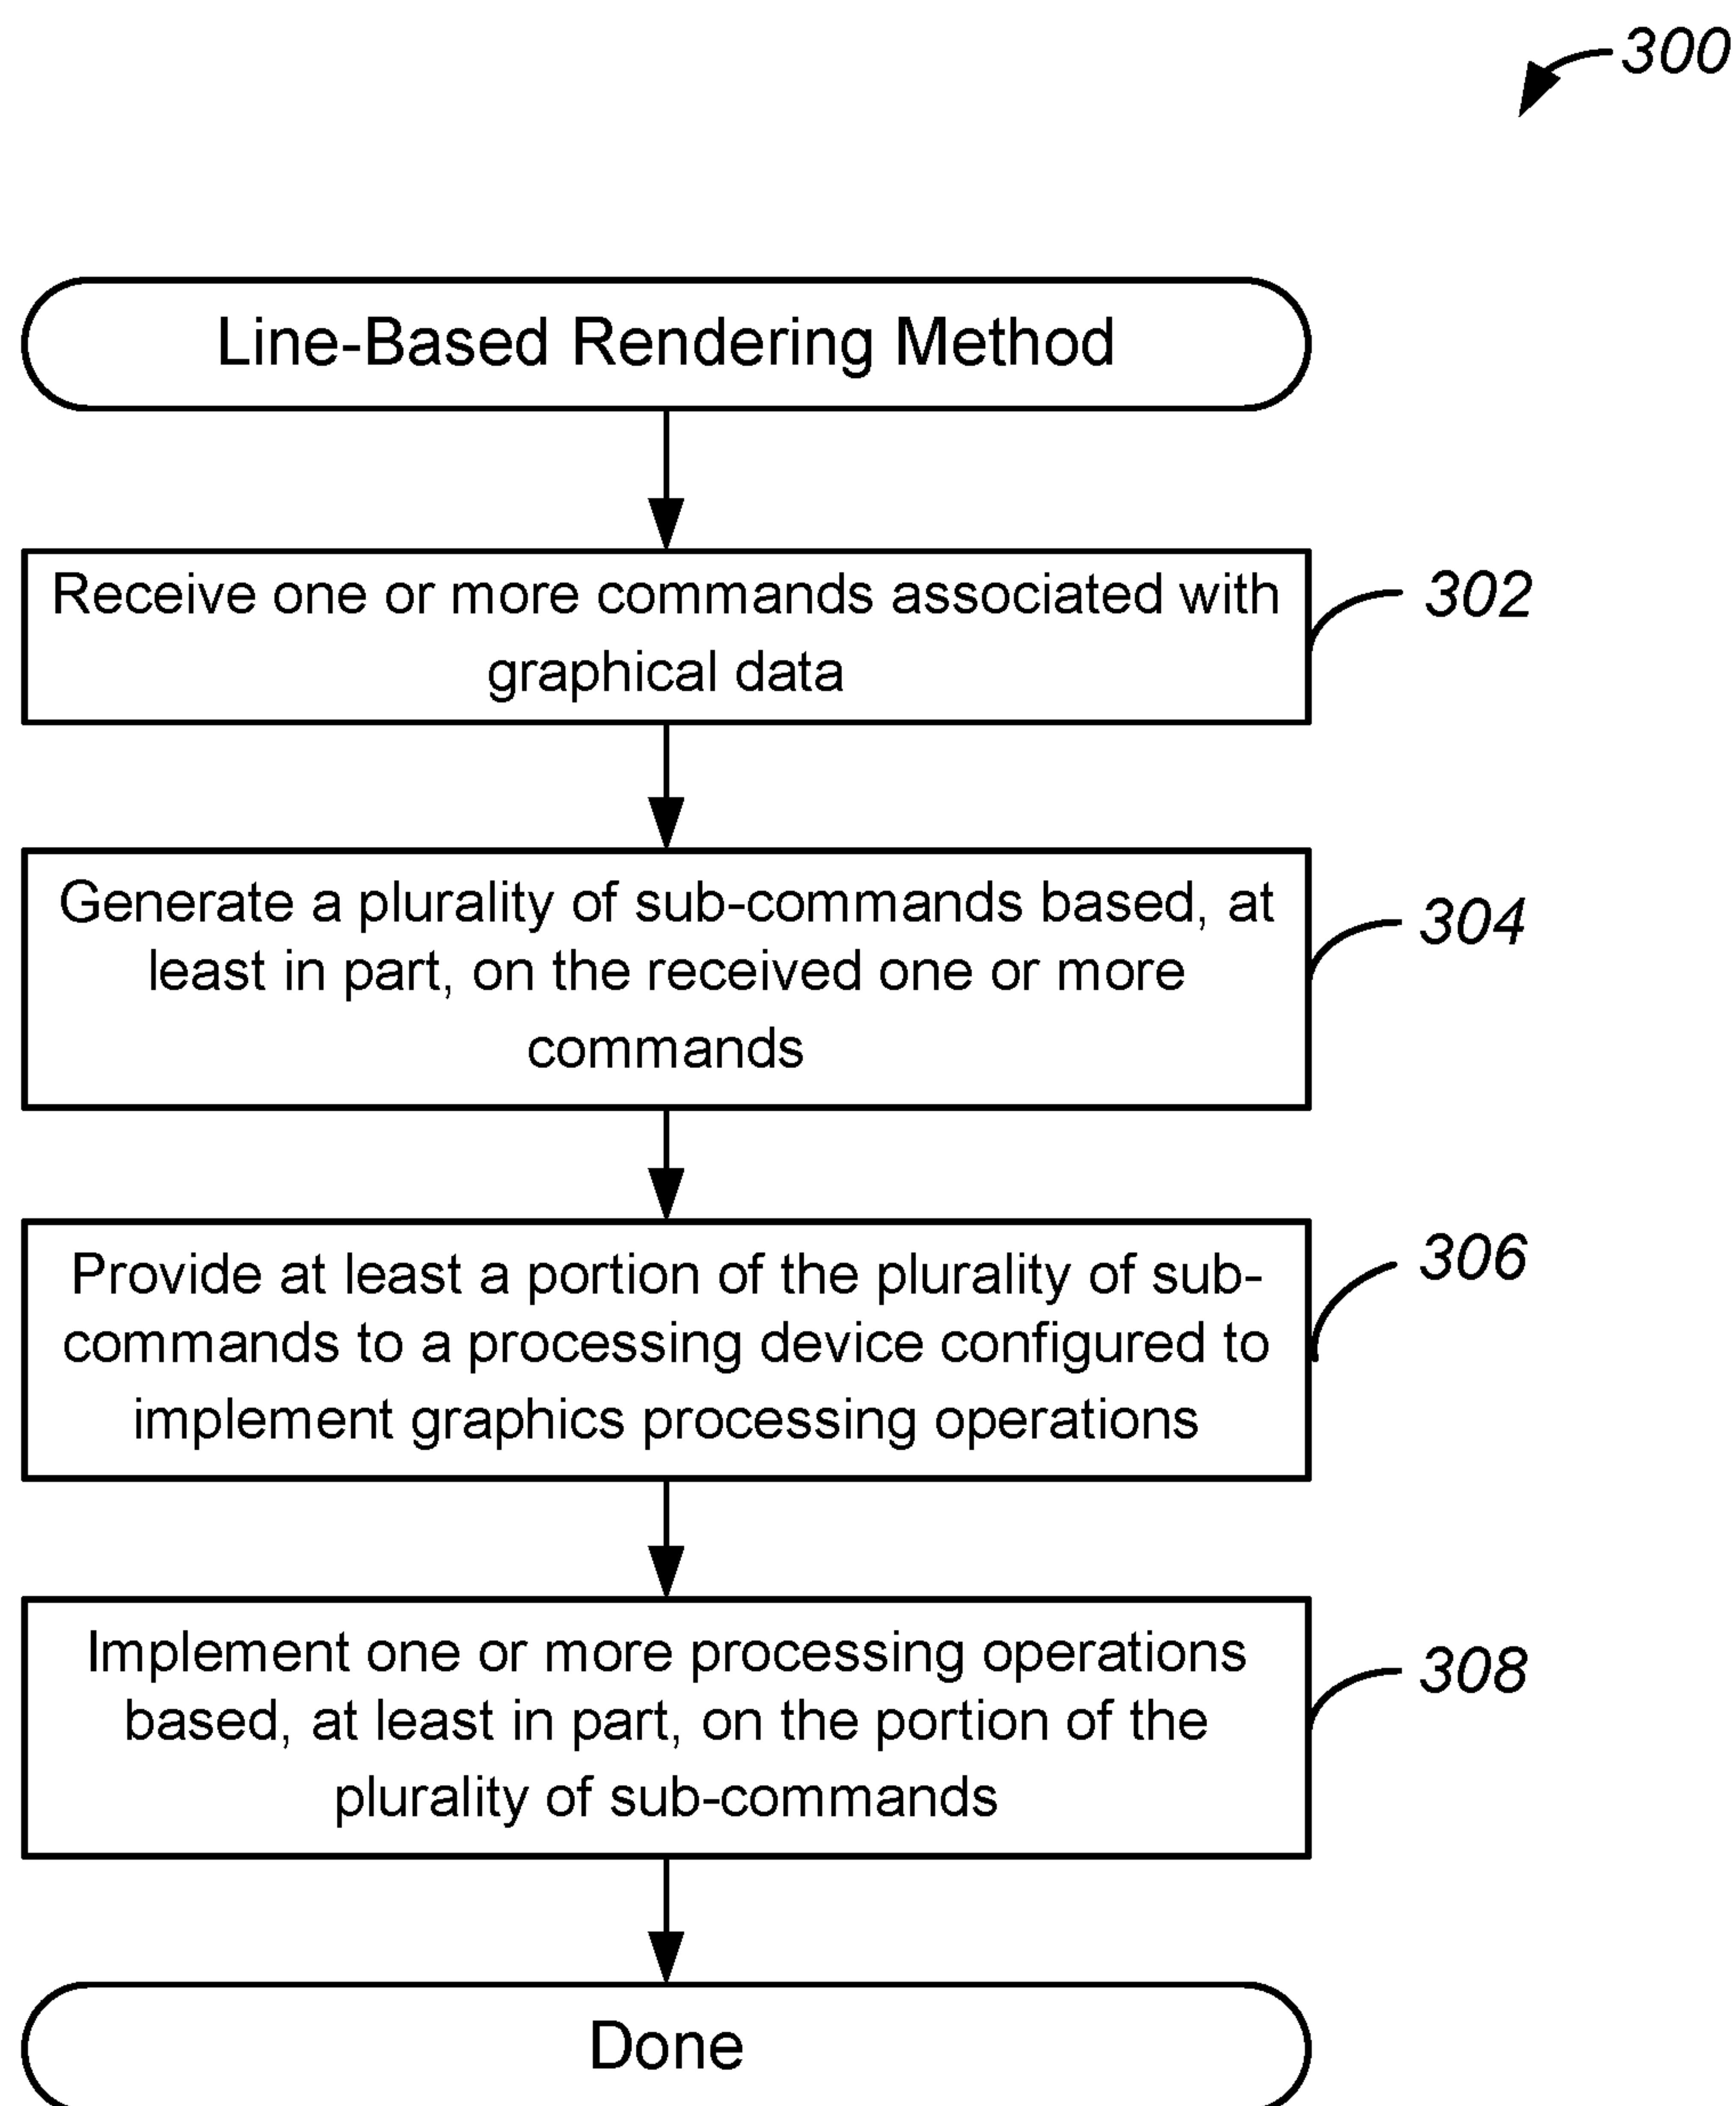 300
Line-Based Rendering Method
Receive one or more commands associated with
graphical data
302
Generate a plurality of sub-commands based, at
least in part, on the received one or more
commands
304
Provide at least a portion of the plurality of sub-
commands to a processing device configured to
implement graphics processing operations
306
Implement one or more processing operations
based, at least in part, on the portion of the
plurality of sub-commands
308
Done